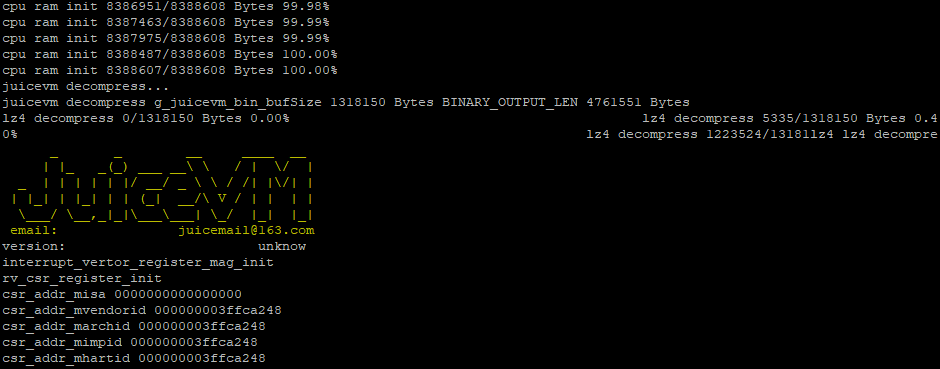 cpu ram init 8386951/8388608 Bytes 99.98%
cpu ram init 8387463/8388608 Bytes 99.99%
cpu ram init 8387975/8388608 Bytes 99.99%
cpu ram init 8388487/8388608 Bytes 100.00%
cpu ram init 8388607/8388608 Bytes 100.00%
juicevm decompress...
juicevm decompress g_juicevm_bin_bufSize 1318150 Bytes BINARY_OUTPUT_LEN 4761551 Bytes
lz4 decompress 0/1318150 Bytes 0.00% lz4 decompress 5335/1318150 Bytes 0.4
0% lz4 decompress 1223524/131811lz4 lz4 decompre
JuiceVM
email: juicemail@163.com
version: unknow
interrupt_vertor_register_mag_init
rv_csr_register_init
csr_addr_misa 0000000000000000
csr_addr_mvendorid 000000003ffca248
csr_addr_marchid 000000003ffca248
csr_addr_mimpid 000000003ffca248
csr_addr_mhartid 000000003ffca248